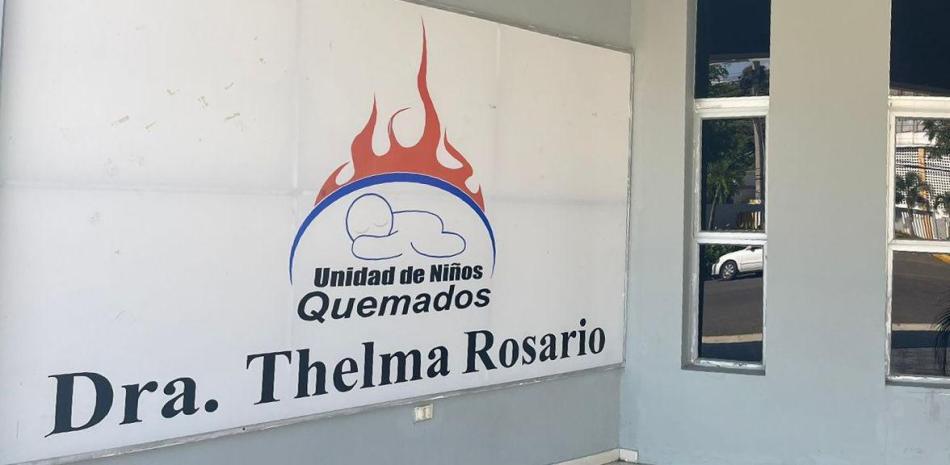 Unidad de Niños
Quemados
Dra. Thelma Rosario